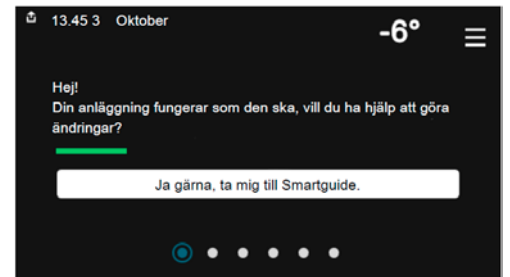 13.45 3 Oktober
-6°
Hej!
Din anläggning fungerar som den ska, vill du ha hjälp att göra
ändringar?
Ja gärna, ta mig till Smartguide.